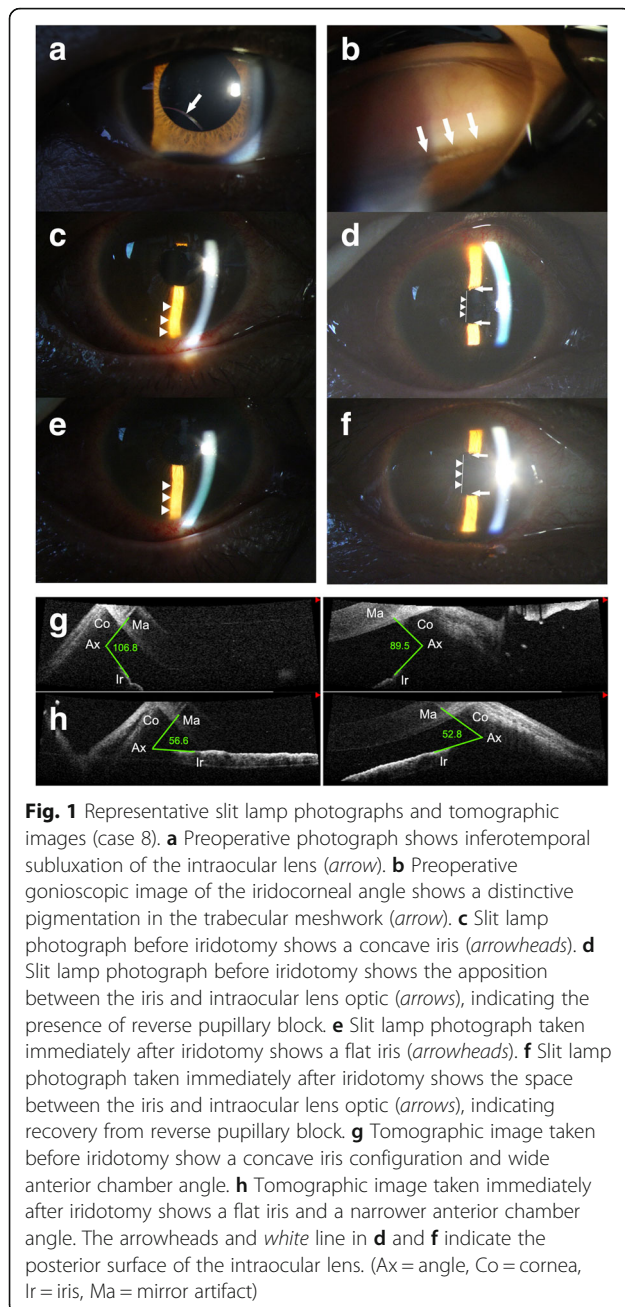 a
b
c
d
e
f
g
Co
Ma
Ax
106.8
Ir
Ma
Co
89.5
Ax
Ir
h
Co
Ma
Ax
56.6
Ir
Ma
Co
52.8
Ax
Ir
Fig. 1 Representative slit lamp photographs and tomographic
images (case 8). a Preoperative photograph shows inferotemporal
subluxation of the intraocular lens (arrow). b Preoperative
gonioscopic image of the iridocorneal angle shows a distinctive
pigmentation in the trabecular meshwork (arrow). c Slit lamp
photograph before iridotomy shows a concave iris (arrowheads). d
Slit lamp photograph before iridotomy shows the apposition
between the iris and intraocular lens optic (arrows), indicating the
presence of reverse pupillary block. e Slit lamp photograph taken
immediately after iridotomy shows a flat iris (arrowheads). f Slit lamp
photograph taken immediately after iridotomy shows the space
between the iris and intraocular lens optic (arrows), indicating
recovery from reverse pupillary block. g Tomographic image taken
before iridotomy show a concave iris configuration and wide
anterior chamber angle. h Tomographic image taken immediately
after iridotomy shows a flat iris and a narrower anterior chamber
angle. The arrowheads and white line in d and f indicate the
posterior surface of the intraocular lens. (Ax = angle, Co = cornea,
Ir = iris, Ma = mirror artifact)